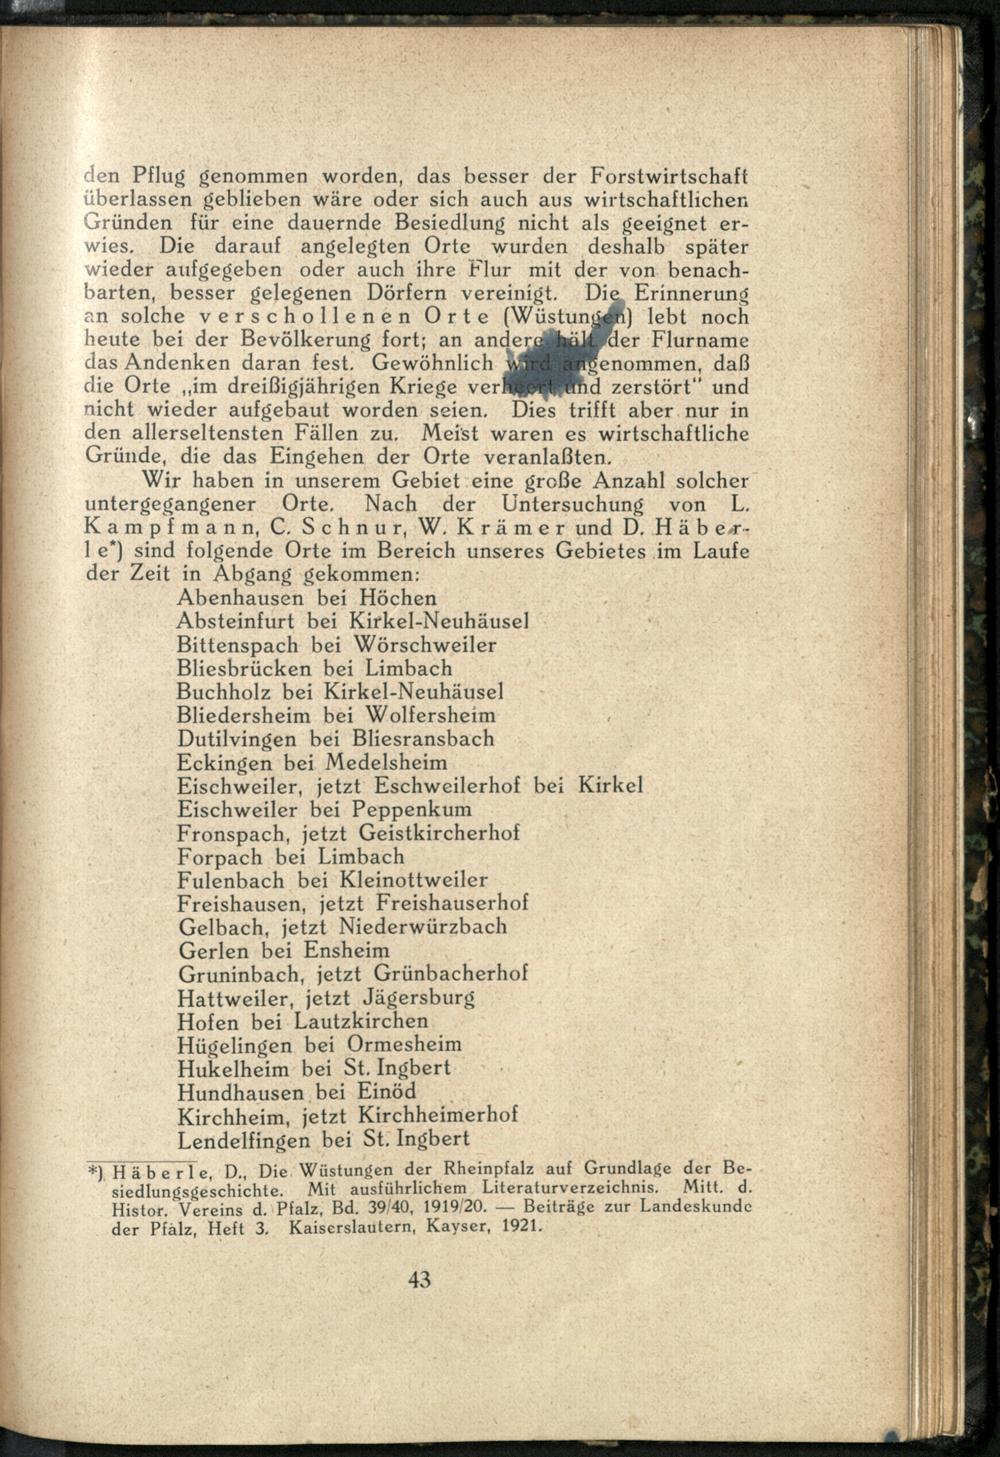 den Pflug genommen worden, das besser der Forstwirtschaft
überlassen geblieben wäre oder sich auch aus wirtschaftlichen
Gründen für eine dauernde Besiedlung nicht als geeignet er-
wies. Die darauf angelegten Orte wurden deshalb später
wieder aufgegeben oder auch ihre Flur mit der von benach-
barten, besser gelegenen Dörfern vereinigt. Die Erinnerung
an solche verschollenen Orte (Wüstungen) lebt noch
heute bei der Bevölkerung fort; an andere hält der Flurname
das Andenken daran fest. Gewöhnlich wird angenommen, daß
die Orte „im dreißigjährigen Kriege verheert und zerstört" und
nicht wieder aufgebaut worden seien. Dies trifft aber nur in
den allerseltensten Fällen zu. Meist waren es wirtschaftliche
Gründe, die das Eingehen der Orte veranlaßten.
Wir haben in unserem Gebiet eine große Anzahl solcher
untergegangener Orte. Nach der Untersuchung von L.
Kampfmann, C. Schnur, W. Krämer und D. Häber-
le*) sind folgende Orte im Bereich unseres Gebietes im Laufe
der Zeit in Abgang gekommen:
Abenhausen bei Höchen
Absteinfurt bei Kirkel-Neuhäusel
Bittenspach bei Wörschweiler
Bliesbrücken bei Limbach
Buchholz bei Kirkel-Neuhäusel
Bliedersheim bei Wolfersheim
Dutilvingen bei Bliesransbach
Eckingen bei Medelsheim
Eischweiler, jetzt Eschweilerhof bei Kirkel
Eischweiler bei Peppenkum
Fronspach, jetzt Geistkircherhof
Forpach bei Limbach
Fulenbach bei Kleinottweiler
Freishausen, jetzt Freishauserhof
Gelbach, jetzt Niederwürzbach
Gerlen bei Ensheim
Gruninbach, jetzt Grünbacherhof
Hattweiler, jetzt Jägersburg
Hofen bei Lautzkirchen
Hügelingen bei Ormesheim
Hukelheim bei St. Ingbert
Hundhausen bei Einöd
Kirchheim, jetzt Kirchheimerhof
Lendelfingen bei St. Ingbert
*) Häberle, D., Die Wüstungen der Rheinpfalz auf Grundlage der Be-
siedlungsgeschichte. Mit ausführlichem Literaturverzeichnis. Mitt. d.
Histor. Vereins d. Pfalz, Bd. 39/40, 1919/20. — Beiträge zur Landeskunde
der Pfalz, Heft 3. Kaiserslautern, Kayser, 1921.
43